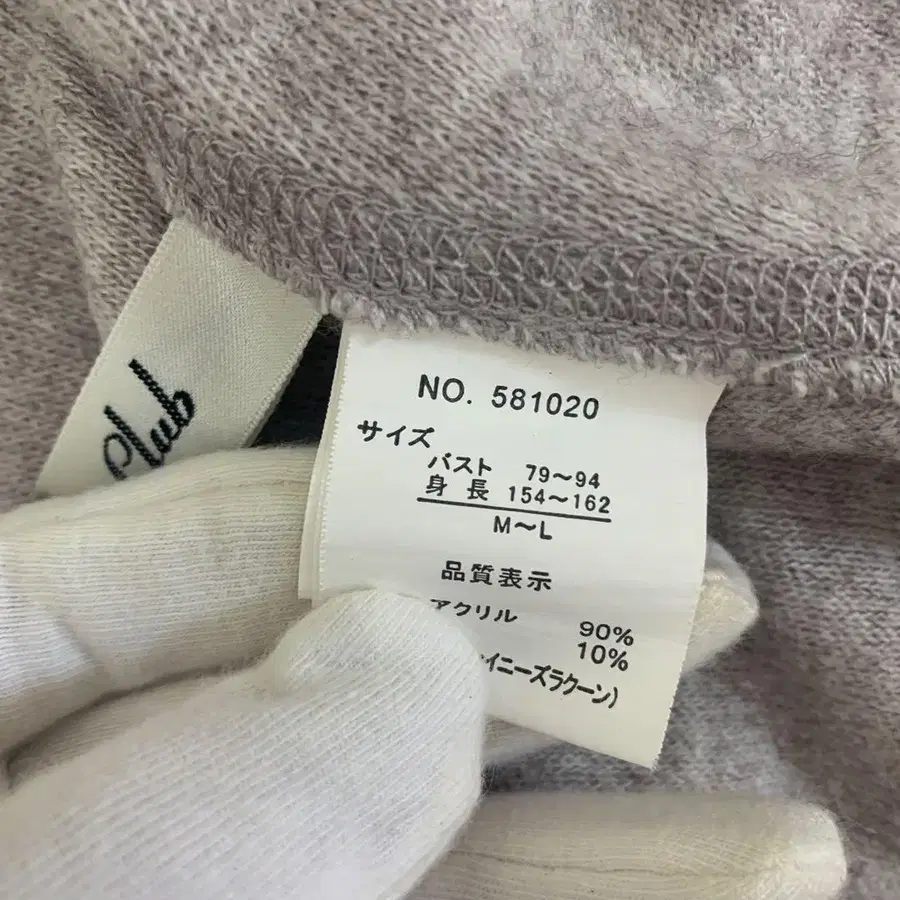 Club
NO. 581020
サイズ
バスト 79～94
身長 154～162
M～L
品質表示
アクリル 90%
10%
イニーズラクーン)